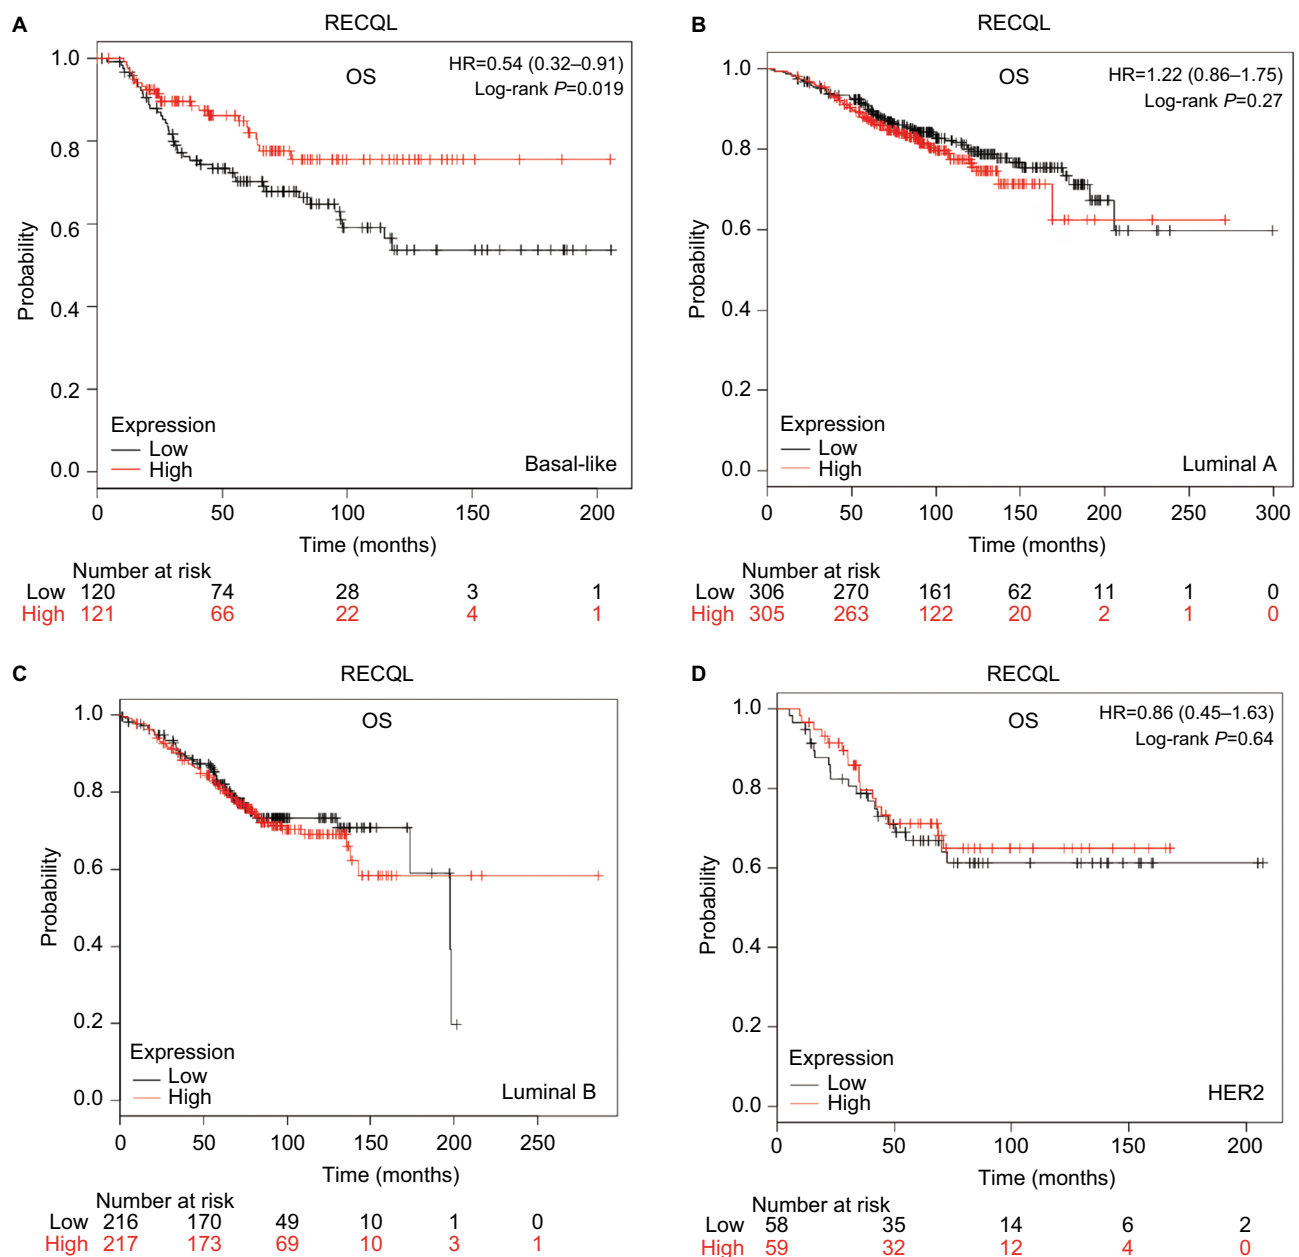 A
RECQL
OS
HR=0.54 (0.32–0.91)
Log-rank P=0.019
Probability
1.0
0.8
0.6
0.4
0.2
0.0
Expression
Low
High
Basal-like
0 50 100 150 200
Time (months)
Number at risk
Low 120 74 28 3 1
High 121 66 22 4 1
B
RECQL
OS
HR=1.22 (0.86–1.75)
Log-rank P=0.27
Probability
1.0
0.8
0.6
0.4
0.2
0.0
Expression
Low
High
Luminal A
0 50 100 150 200 250 300
Time (months)
Number at risk
Low 306 270 161 62 11 1 0
High 305 263 122 20 2 1 0
C
RECQL
OS
Probability
1.0
0.8
0.6
0.4
0.2
0.0
Expression
Low
High
Luminal B
0 50 100 150 200 250
Time (months)
Number at risk
Low 216 170 49 10 1 0
High 217 173 69 10 3 1
D
RECQL
OS
HR=0.86 (0.45–1.63)
Log-rank P=0.64
Probability
1.0
0.8
0.6
0.4
0.2
0.0
Expression
Low
High
HER2
0 50 100 150 200
Time (months)
Number at risk
Low 58 35 14 6 2
High 59 32 12 4 0